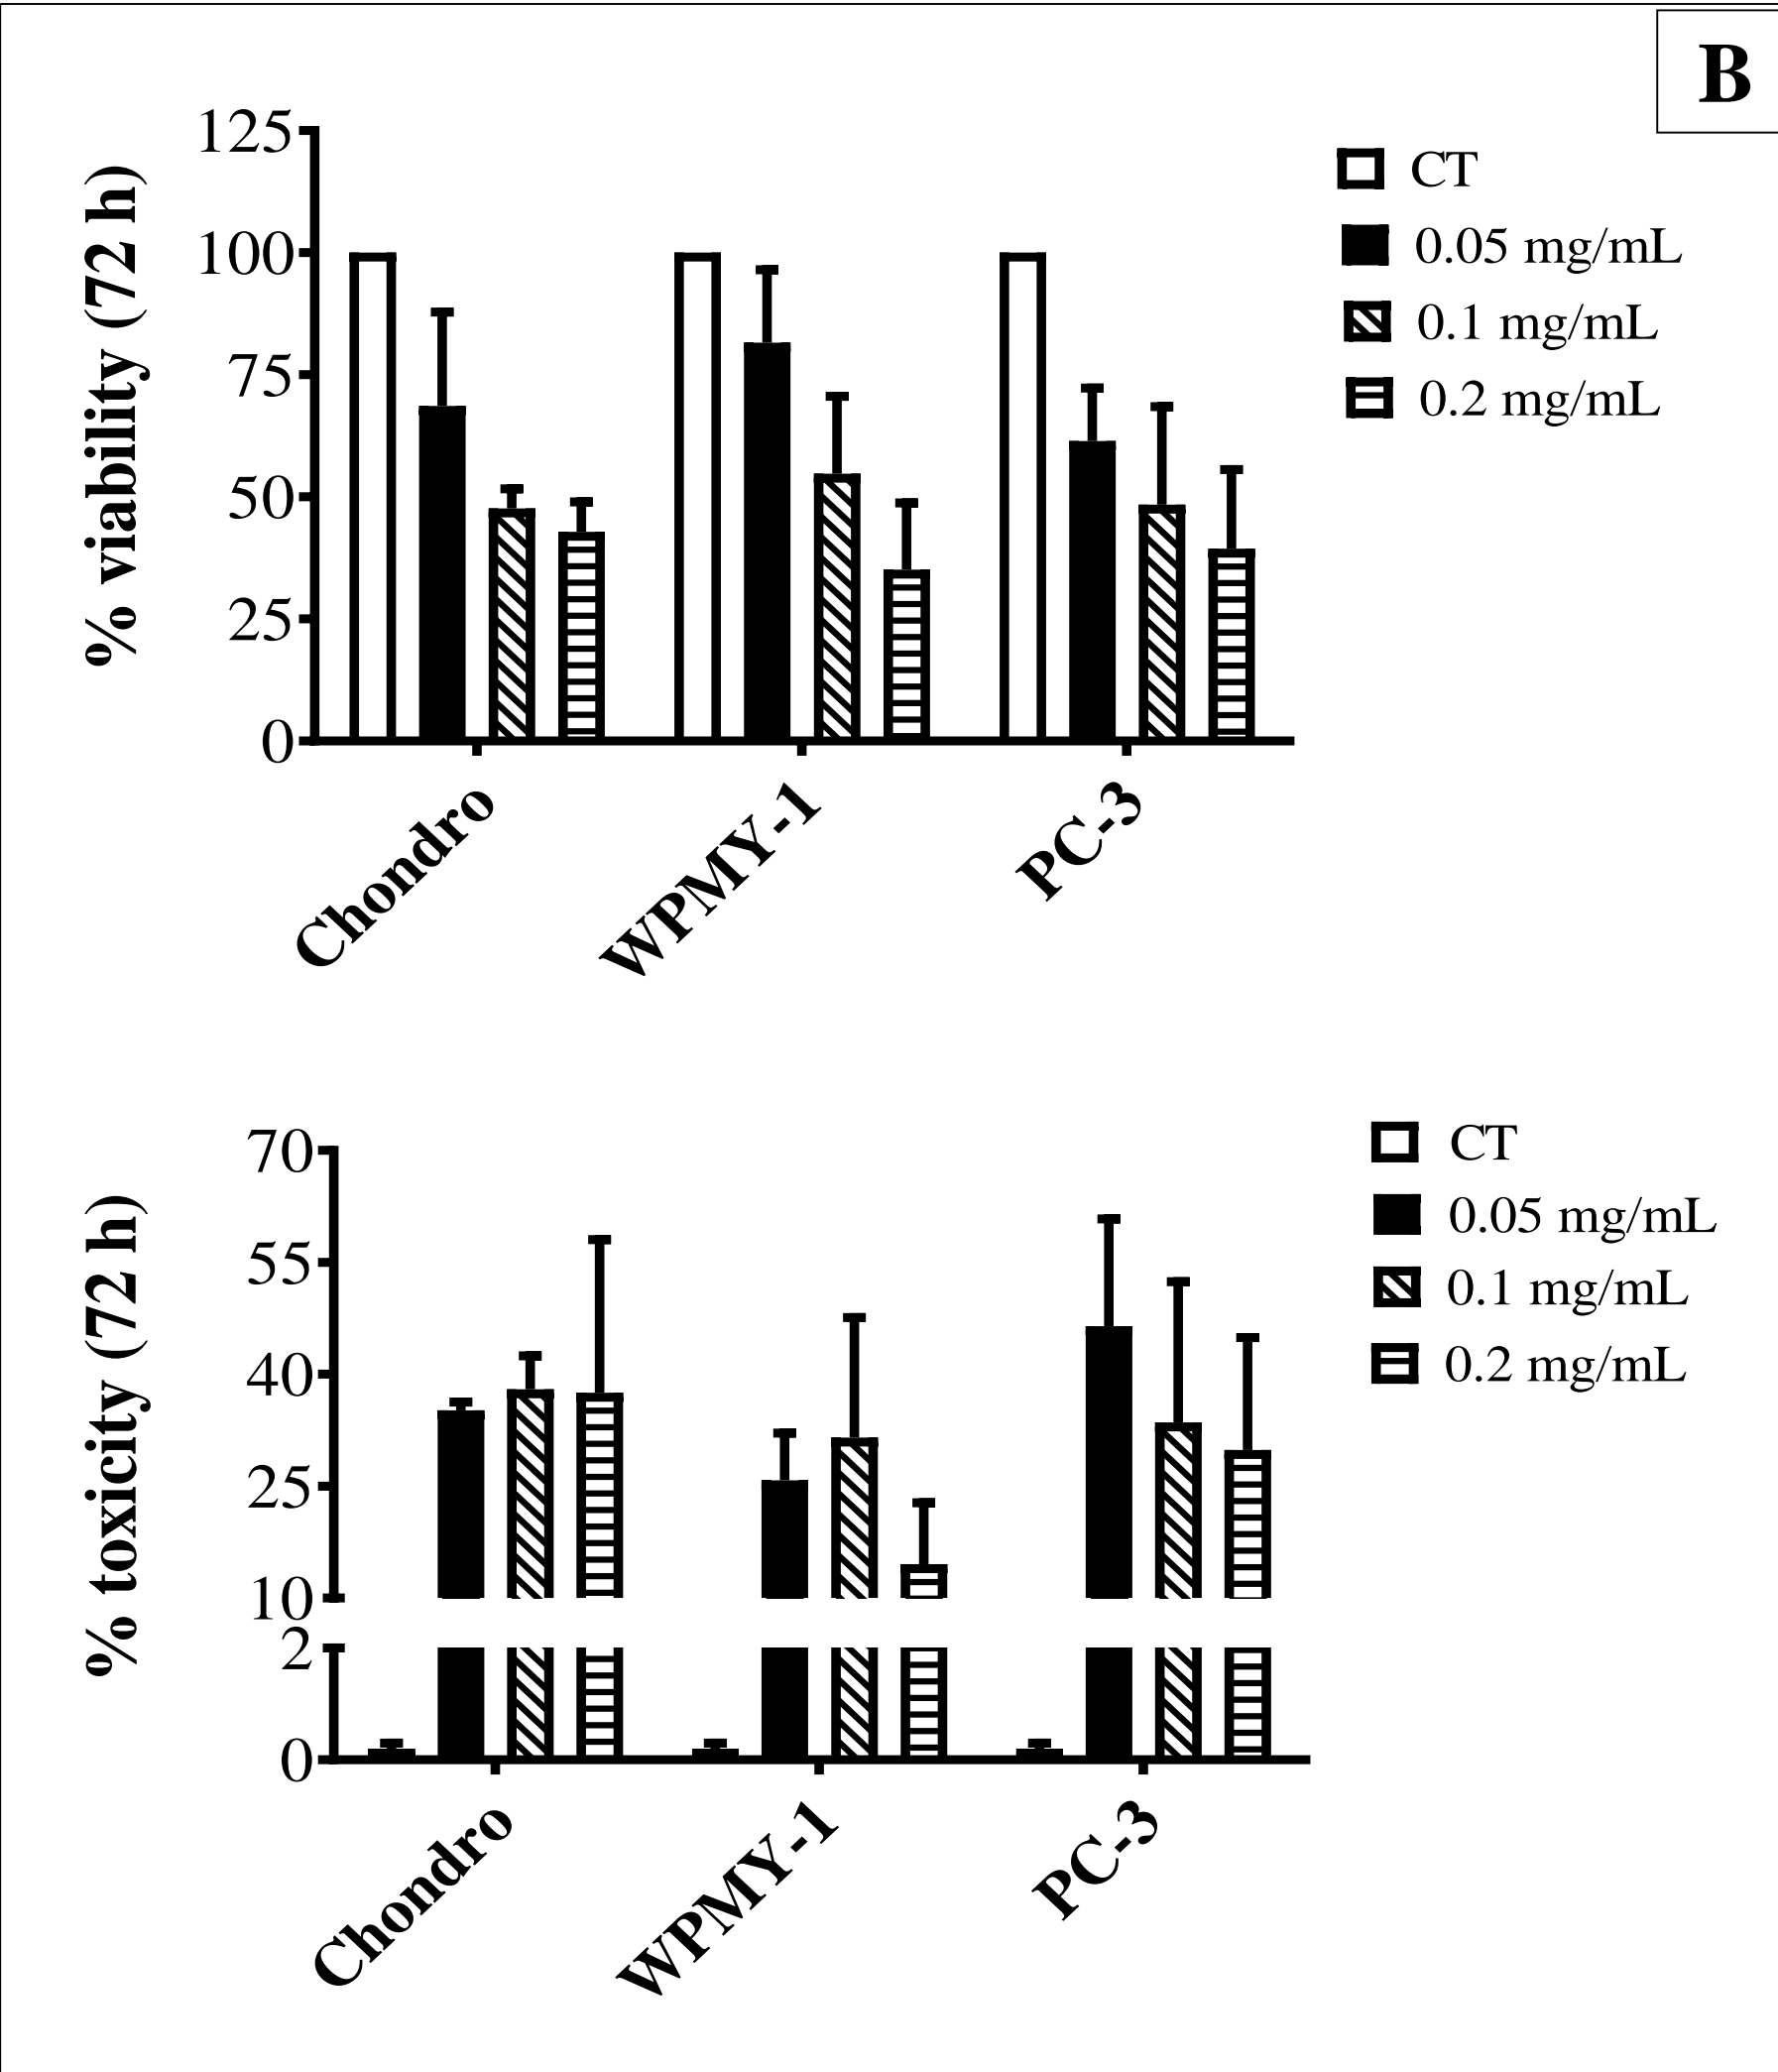 B
% viability (72 h)
125
100
75
50
25
0
CT
0.05 mg/mL
0.1 mg/mL
0.2 mg/mL
Chondro
WPMY-1
PC-3
% toxicity (72 h)
70
55
40
25
10
2
0
CT
0.05 mg/mL
0.1 mg/mL
0.2 mg/mL
Chondro
WPMY-1
PC-3